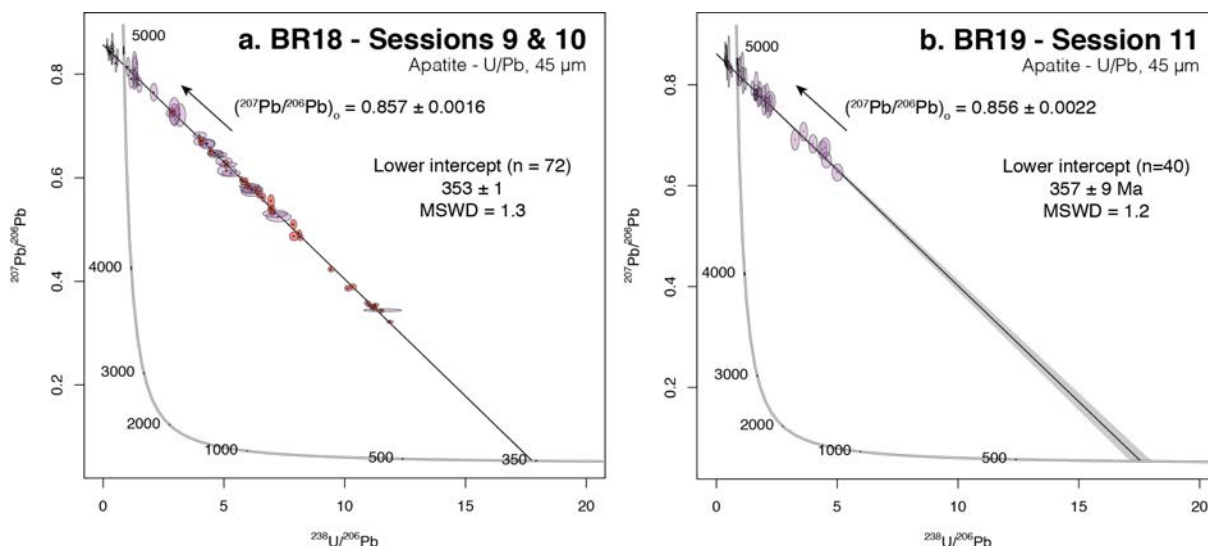 a. BR18 - Sessions 9 & 10
Apatite - U/Pb, 45 µm
(²⁰⁷Pb/²⁰⁶Pb)ₒ = 0.857 ± 0.0016
Lower intercept (n = 72)
353 ± 1
MSWD = 1.3
5000
4000
3000
2000
1000
500
350
0.8
0.6
0.4
0.2
²⁰⁷Pb/²⁰⁶Pb
0 5 10 15 20
²³⁸U/²⁰⁶Pb
b. BR19 - Session 11
Apatite - U/Pb, 45 µm
(²⁰⁷Pb/²⁰⁶Pb)ₒ = 0.856 ± 0.0022
Lower intercept (n=40)
357 ± 9 Ma
MSWD = 1.2
5000
4000
3000
2000
1000
500
0.8
0.6
0.4
0.2
²⁰⁷Pb/²⁰⁶Pb
0 5 10 15 20
²³⁸U/²⁰⁶Pb